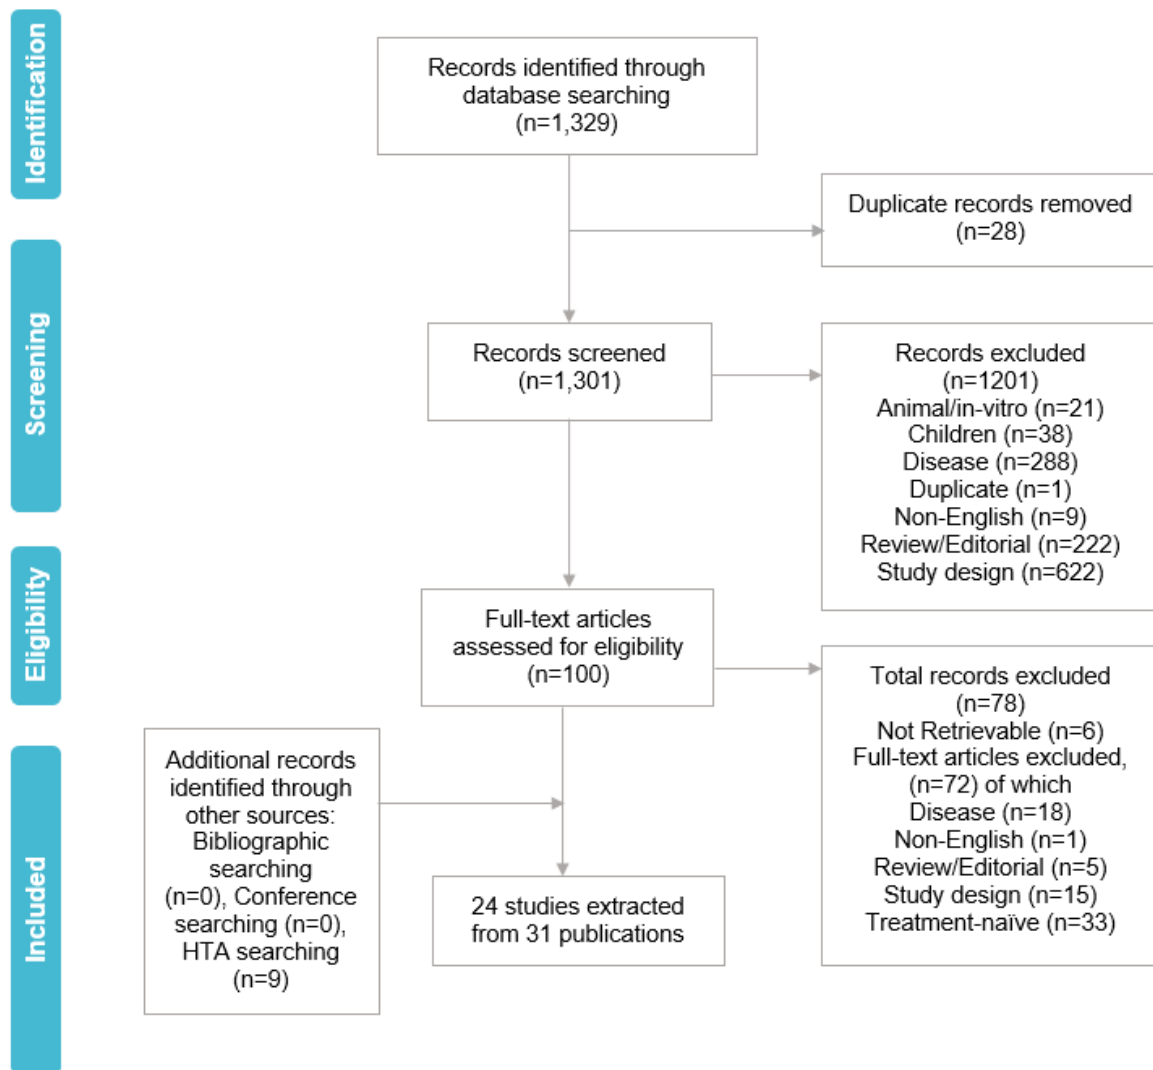 Identification
Records identified through
database searching
(n=1,329)
Duplicate records removed
(n=28)
Screening
Records screened
(n=1,301)
Records excluded
(n=1201)
Animal/in-vitro (n=21)
Children (n=38)
Disease (n=288)
Duplicate (n=1)
Non-English (n=9)
Review/Editorial (n=222)
Study design (n=622)
Eligibility
Full-text articles
assessed for eligibility
(n=100)
Total records excluded
(n=78)
Not Retrievable (n=6)
Full-text articles excluded,
(n=72) of which
Disease (n=18)
Non-English (n=1)
Review/Editorial (n=5)
Study design (n=15)
Treatment-naïve (n=33)
Included
Additional records
identified through
other sources:
Bibliographic
searching
(n=0), Conference
searching (n=0),
HTA searching
(n=9)
24 studies extracted
from 31 publications